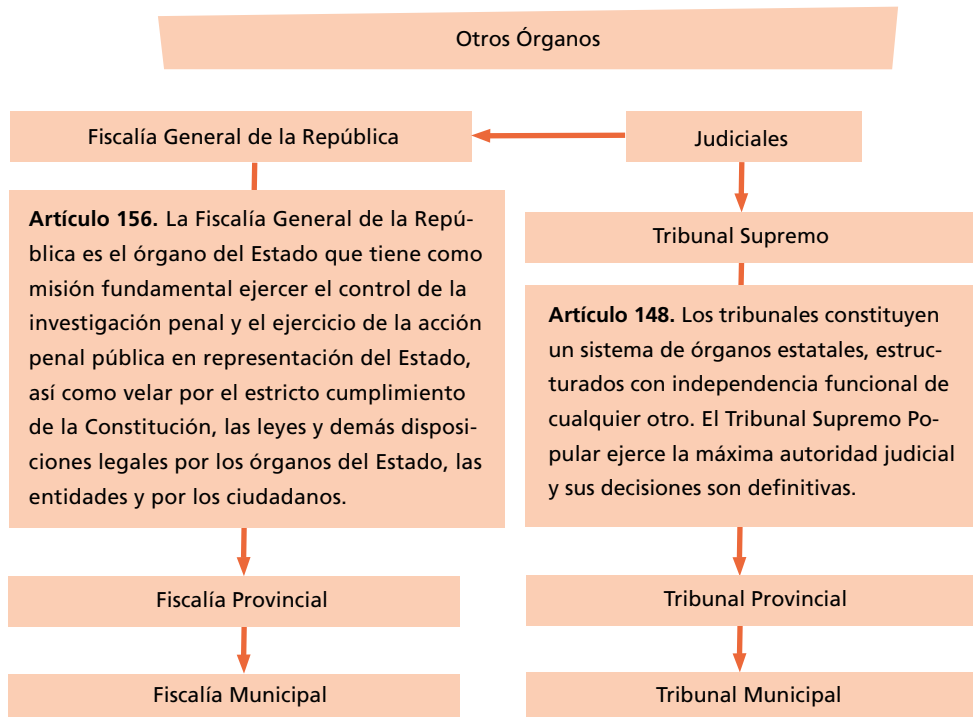 Otros Órganos
Fiscalía General de la República
Judiciales
Artículo 156. La Fiscalía General de la Repú-
blica es el órgano del Estado que tiene como
misión fundamental ejercer el control de la
investigación penal y el ejercicio de la acción
penal pública en representación del Estado,
así como velar por el estricto cumplimiento
de la Constitución, las leyes y demás disposi-
ciones legales por los órganos del Estado, las
entidades y por los ciudadanos.
Fiscalía Provincial
Fiscalía Municipal
Tribunal Supremo
Artículo 148. Los tribunales constituyen
un sistema de órganos estatales, estruc-
turados con independencia funcional de
cualquier otro. El Tribunal Supremo Po-
pular ejerce la máxima autoridad judicial
y sus decisiones son definitivas.
Tribunal Provincial
Tribunal Municipal